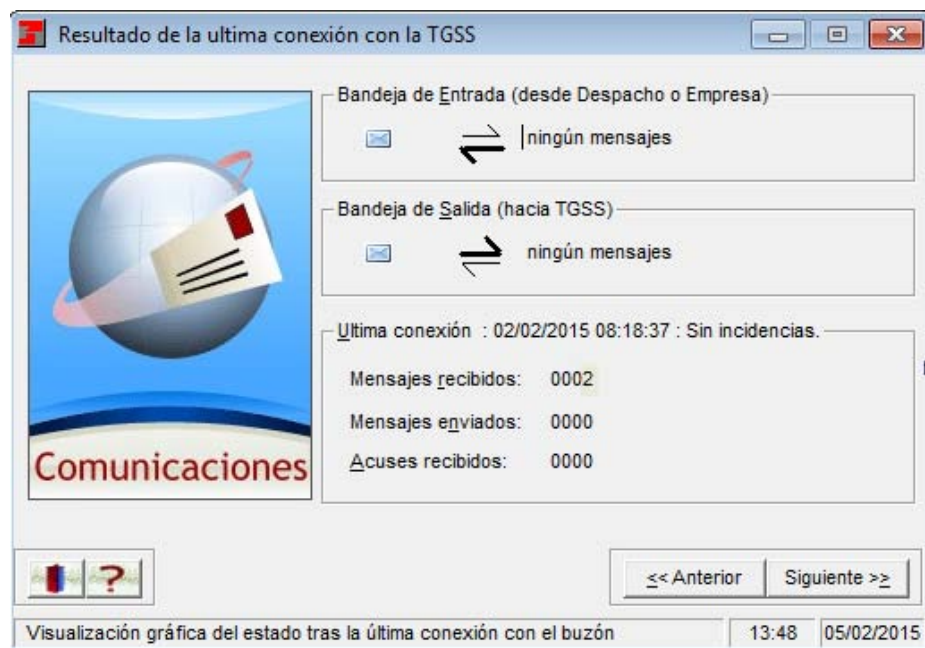 Resultado de la ultima conexión con la TGSS
Bandeja de Entrada (desde Despacho o Empresa)
ningún mensajes
Bandeja de Salida (hacia TGSS)
ningún mensajes
Ultima conexión : 02/02/2015 08:18:37 : Sin incidencias.
Mensajes recibidos: 0002
Mensajes enviados: 0000
Acuses recibidos: 0000
Comunicaciones
?
<< Anterior Siguiente >>
Visualización gráfica del estado tras la última conexión con el buzón 13:48 05/02/2015